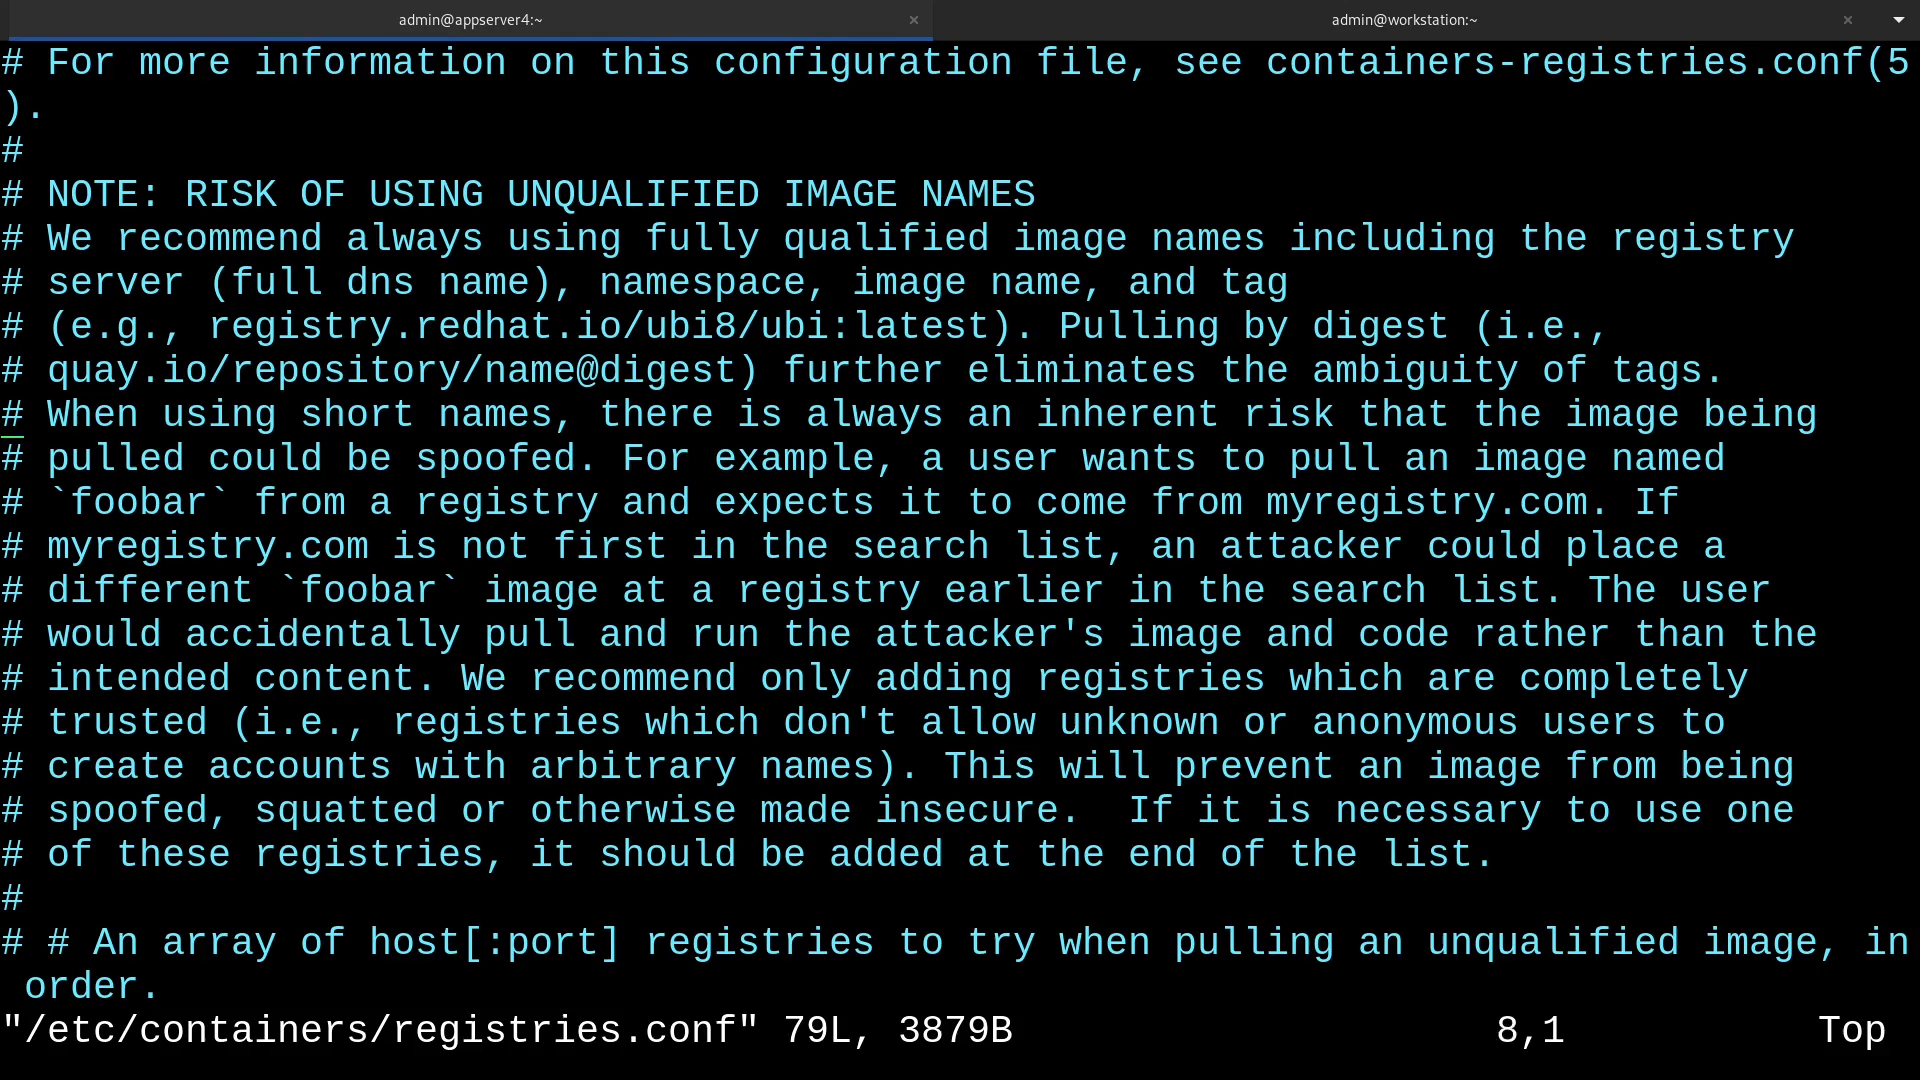 admin@appserver4:~ × admin@workstation:~ ×
# For more information on this configuration file, see containers-registries.conf(5
).
#
# NOTE: RISK OF USING UNQUALIFIED IMAGE NAMES
# We recommend always using fully qualified image names including the registry
# server (full dns name), namespace, image name, and tag
# (e.g., registry.redhat.io/ubi8/ubi:latest). Pulling by digest (i.e.,
# quay.io/repository/name@digest) further eliminates the ambiguity of tags.
# When using short names, there is always an inherent risk that the image being
# pulled could be spoofed. For example, a user wants to pull an image named
# `foobar` from a registry and expects it to come from myregistry.com. If
# myregistry.com is not first in the search list, an attacker could place a
# different `foobar` image at a registry earlier in the search list. The user
# would accidentally pull and run the attacker's image and code rather than the
# intended content. We recommend only adding registries which are completely
# trusted (i.e., registries which don't allow unknown or anonymous users to
# create accounts with arbitrary names). This will prevent an image from being
# spoofed, squatted or otherwise made insecure.  If it is necessary to use one
# of these registries, it should be added at the end of the list.
#
# # An array of host[:port] registries to try when pulling an unqualified image, in
 order.
"/etc/containers/registries.conf" 79L, 3879B 8,1 Top